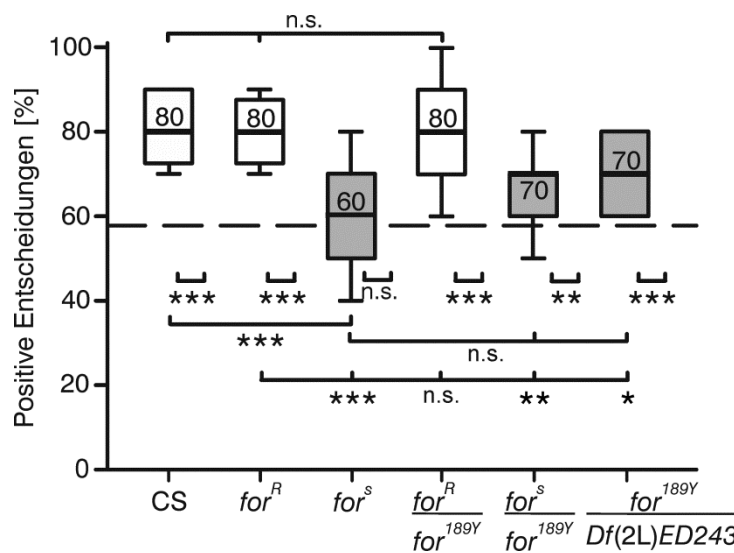 n.s.
100
80
60
40
20
0
Positive Entscheidungen [%]
80
80
60
80
70
70
***
***
n.s.
***
**
***
***
n.s.
***
n.s.
**
*
CS
for^R
for^s
for^R
for^189Y
for^s
for^189Y
for^189Y
Df(2L)ED243